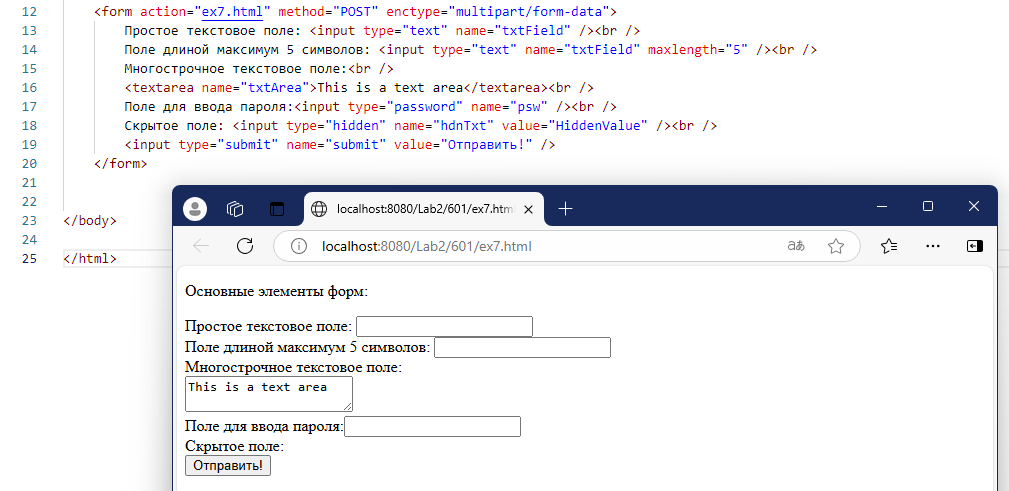 12 <form action="ex7.html" method="POST" enctype="multipart/form-data">
13 Простое текстовое поле: <input type="text" name="txtField" /><br />
14 Поле длиной максимум 5 символов: <input type="text" name="txtField" maxlength="5" /><br />
15 Многострочное текстовое поле:<br />
16 <textarea name="txtArea">This is a text area</textarea><br />
17 Поле для ввода пароля:<input type="password" name="psw" /><br />
18 Скрытое поле: <input type="hidden" name="hdnTxt" value="HiddenValue" /><br />
19 <input type="submit" name="submit" value="Отправить!" />
20 </form>
21
22
23 </body>
24
25 </html>
localhost:8080/Lab2/601/ex7.html
localhost:8080/Lab2/601/ex7.html aあ
Основные элементы форм:
Простое текстовое поле:
Поле длиной максимум 5 символов:
Многострочное текстовое поле:
This is a text area
Поле для ввода пароля:
Скрытое поле:
Отправить!